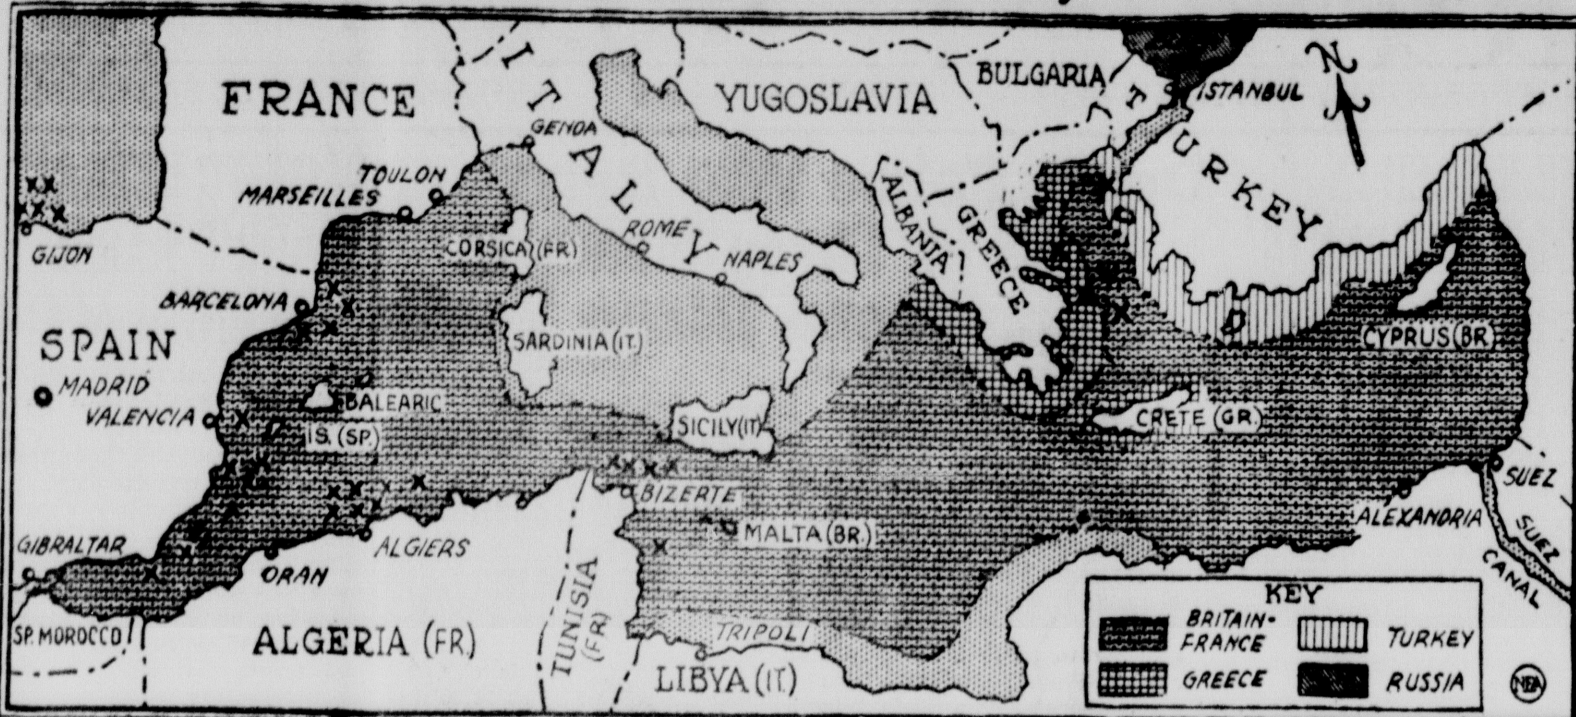 FRANCE
ITALY
YUGOSLAVIA
BULGARIA
ISTANBUL
TURKEY
N
GENOA
TOULON
MARSEILLES
CORSICA (FR.)
ROME
NAPLES
ALBANIA
GREECE
GIJON
BARCELONA
SPAIN
MADRID
VALENCIA
BALEARIC
IS. (SP.)
SARDINIA (IT.)
SICILY (IT.)
CRETE (GR.)
CYPRUS (BR.
SUEZ
SUEZ
CANAL
ALEXANDRIA
BIZERTE
MALTA (BR.)
GIBRALTAR
ALGIERS
ORAN
SP. MOROCCO
ALGERIA (FR.)
TUNISIA
(FR.)
TRIPOLI
LIBYA (IT.)
KEY
BRITAIN-
FRANCE
TURKEY
GREECE
RUSSIA
NEA